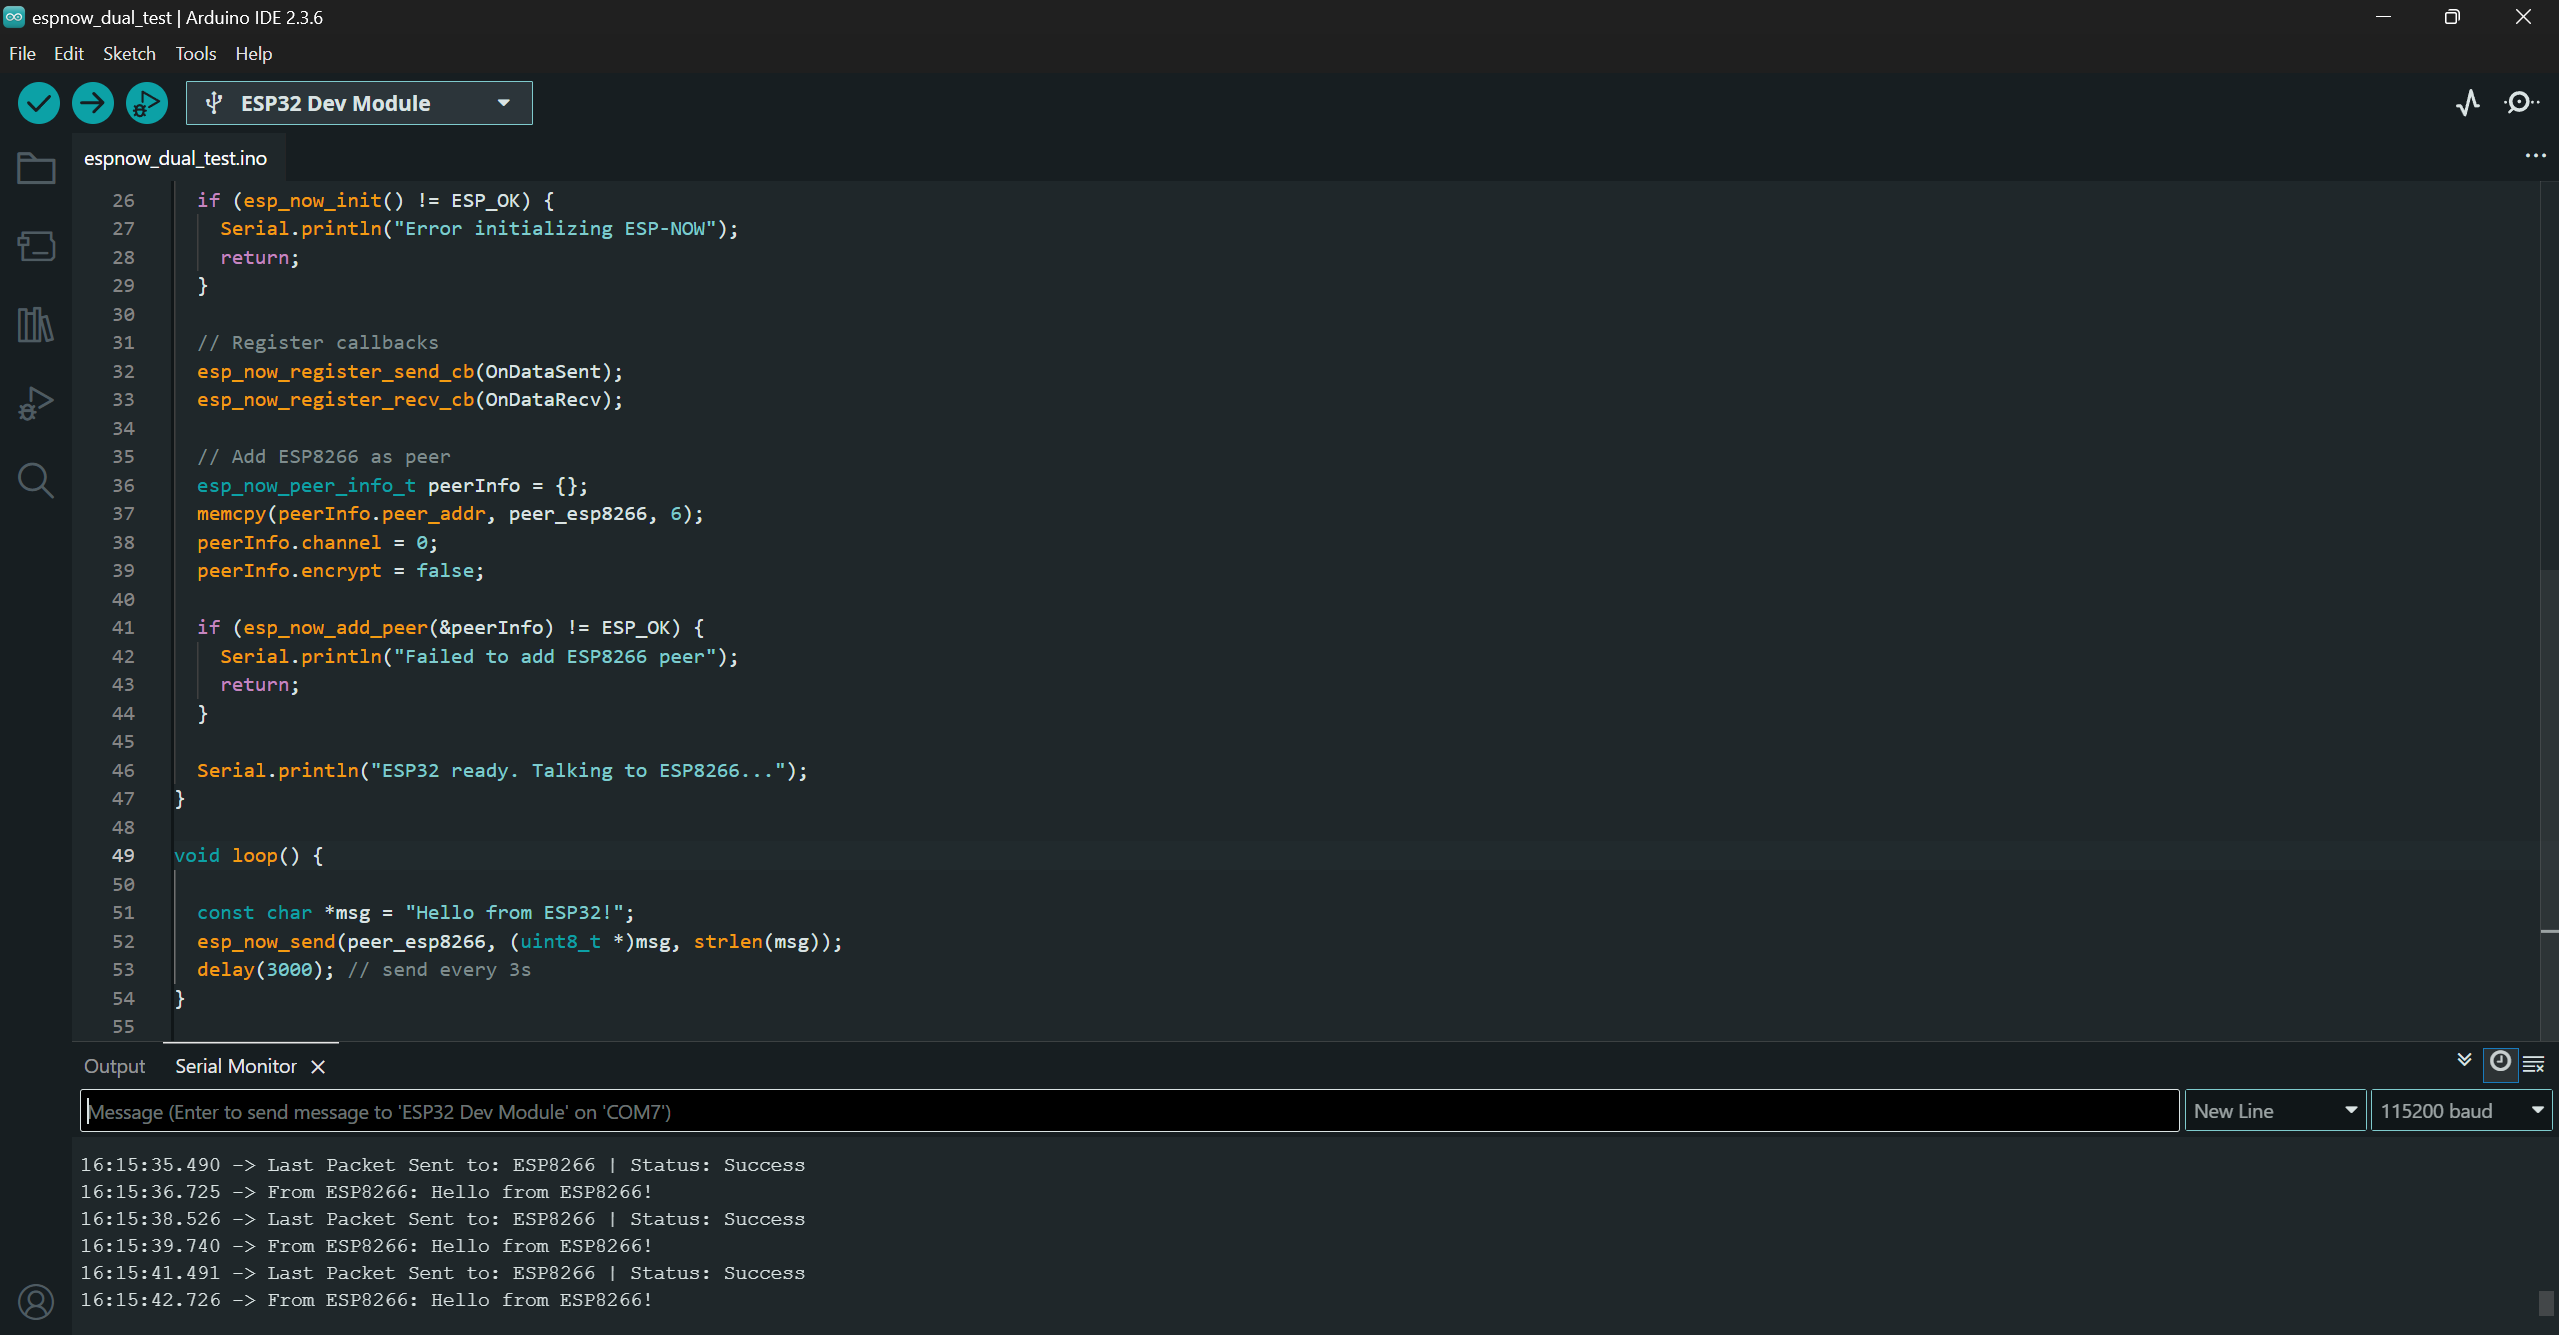 espnow_dual_test | Arduino IDE 2.3.6
File Edit Sketch Tools Help
ESP32 Dev Module
espnow_dual_test.ino
26 if (esp_now_init() != ESP_OK) {
27 Serial.println("Error initializing ESP-NOW");
28 return;
29 }
30
31 // Register callbacks
32 esp_now_register_send_cb(OnDataSent);
33 esp_now_register_recv_cb(OnDataRecv);
34
35 // Add ESP8266 as peer
36 esp_now_peer_info_t peerInfo = {};
37 memcpy(peerInfo.peer_addr, peer_esp8266, 6);
38 peerInfo.channel = 0;
39 peerInfo.encrypt = false;
40
41 if (esp_now_add_peer(&peerInfo) != ESP_OK) {
42 Serial.println("Failed to add ESP8266 peer");
43 return;
44 }
45
46 Serial.println("ESP32 ready. Talking to ESP8266...");
47 }
48
49 void loop() {
50
51 const char *msg = "Hello from ESP32!";
52 esp_now_send(peer_esp8266, (uint8_t *)msg, strlen(msg));
53 delay(3000); // send every 3s
54 }
55
Output Serial Monitor
Message (Enter to send message to 'ESP32 Dev Module' on 'COM7') New Line 115200 baud
16:15:35.490 -> Last Packet Sent to: ESP8266 | Status: Success
16:15:36.725 -> From ESP8266: Hello from ESP8266!
16:15:38.526 -> Last Packet Sent to: ESP8266 | Status: Success
16:15:39.740 -> From ESP8266: Hello from ESP8266!
16:15:41.491 -> Last Packet Sent to: ESP8266 | Status: Success
16:15:42.726 -> From ESP8266: Hello from ESP8266!